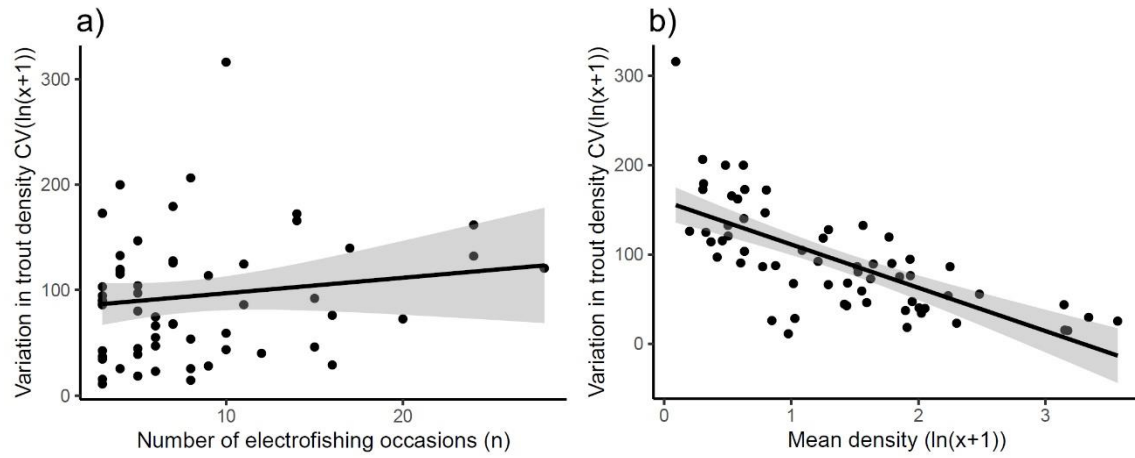 a)
Variation in trout density CV(ln(x+1))
300
200
100
0
10
20
Number of electrofishing occasions (n)
b)
Variation in trout density CV(ln(x+1))
300
200
100
0
0
1
2
3
Mean density (ln(x+1))